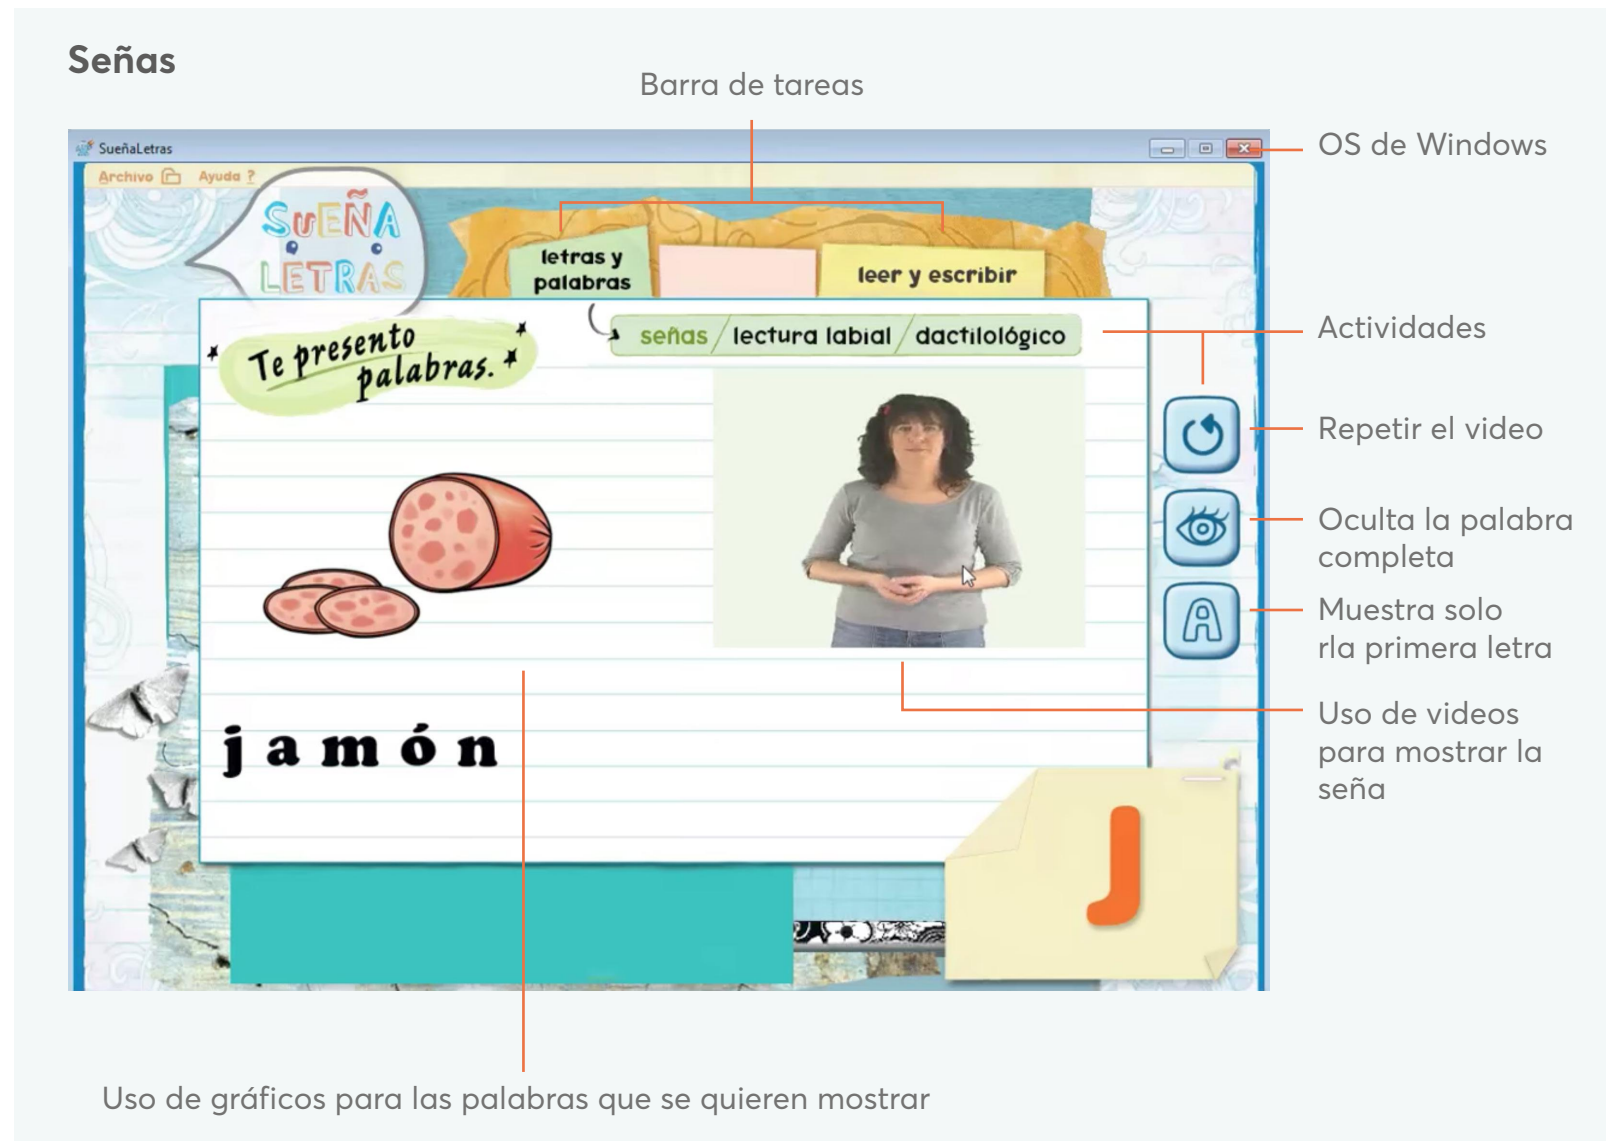 Señas
Barra de tareas
SueñaLetras
OS de Windows
Archivo
Ayuda ?
SUEÑA
LETRAS
letras y
palabras
leer y escribir
Te presento
palabras.
señas / lectura labial / dactilológico
Actividades
Repetir el video
Oculta la palabra
completa
A
Muestra solo
rla primera letra
Uso de videos
para mostrar la
seña
jamón
J
Uso de gráficos para las palabras que se quieren mostrar